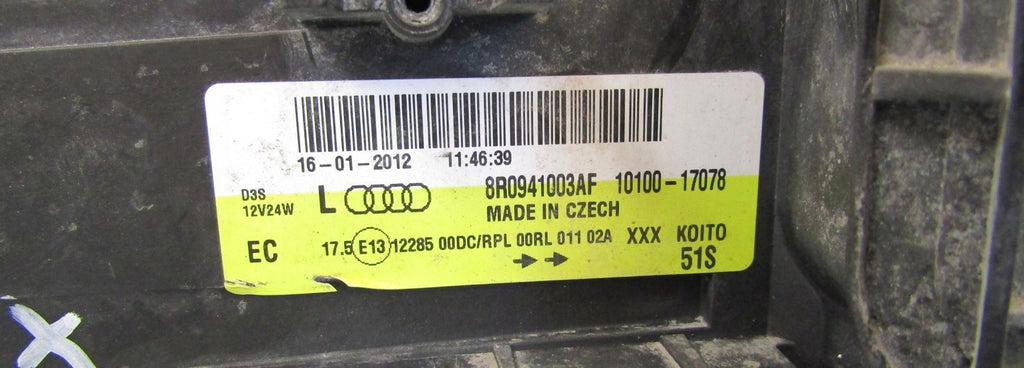 16-01-2012 11:46:39
D3S L 8R0941003AF 10100-17078
12V24W MADE IN CZECH
EC 17.5 E13 12285 00DC/RPL 00RL 011 02A XXX KOITO
51S
X